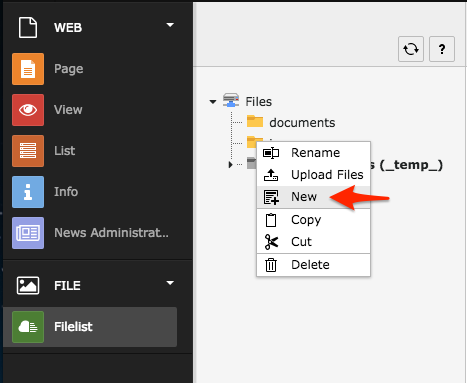 WEB
Page
View
List
Info
News Administrat...
FILE
Filelist
?
Files
documents
s (_temp_)
Rename
Upload Files
New
Copy
Cut
Delete